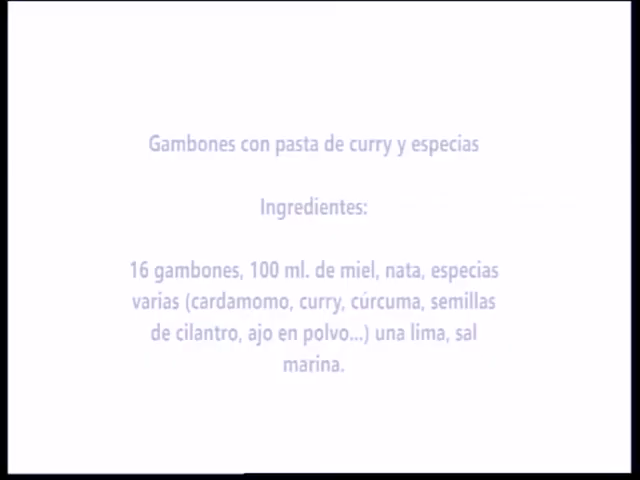 Gambones con pasta de curry y especias
Ingredientes:
16 gambones, 100 ml. de miel, nata, especias
varias (cardamomo, curry, cúrcuma, semillas
de cilantro, ajo en polvo...) una lima, sal
marina.